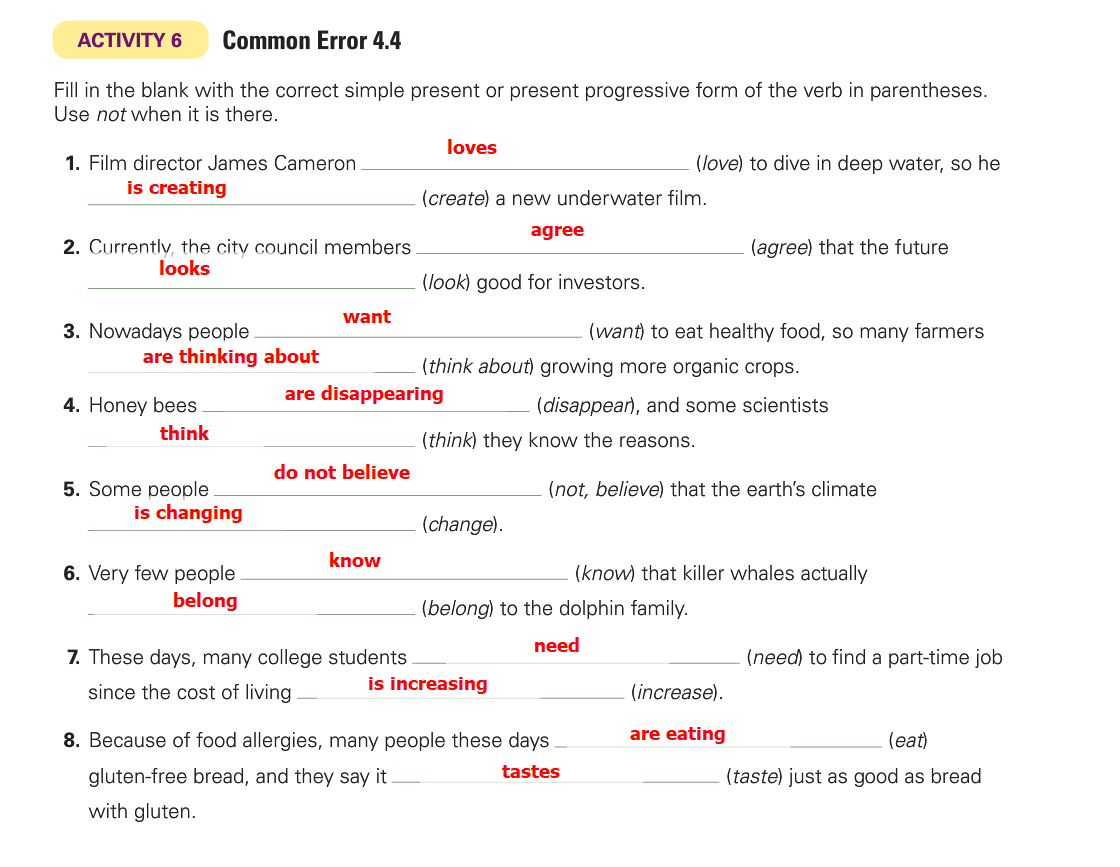 ACTIVITY 6 Common Error 4.4
Fill in the blank with the correct simple present or present progressive form of the verb in parentheses.
Use not when it is there.
1. Film director James Cameron loves (love) to dive in deep water, so he
is creating (create) a new underwater film.
2. Currently, the city council members agree (agree) that the future
looks (look) good for investors.
3. Nowadays people want (want) to eat healthy food, so many farmers
are thinking about (think about) growing more organic crops.
4. Honey bees are disappearing (disappear), and some scientists
think (think) they know the reasons.
5. Some people do not believe (not, believe) that the earth's climate
is changing (change).
6. Very few people know (know) that killer whales actually
belong (belong) to the dolphin family.
7. These days, many college students need (need) to find a part-time job
since the cost of living is increasing (increase).
8. Because of food allergies, many people these days are eating (eat)
gluten-free bread, and they say it tastes (taste) just as good as bread
with gluten.